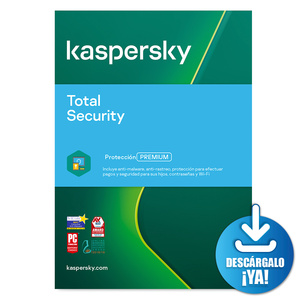 kaspersky
Total
Security
Protección PREMIUM
Incluye anti-malware, anti-rastreo, protección para efectuar
pagos y seguridad para sus hijos, contraseñas y Wi-Fi
PC
kaspersky.com
DESCÁRGALO
¡YA!